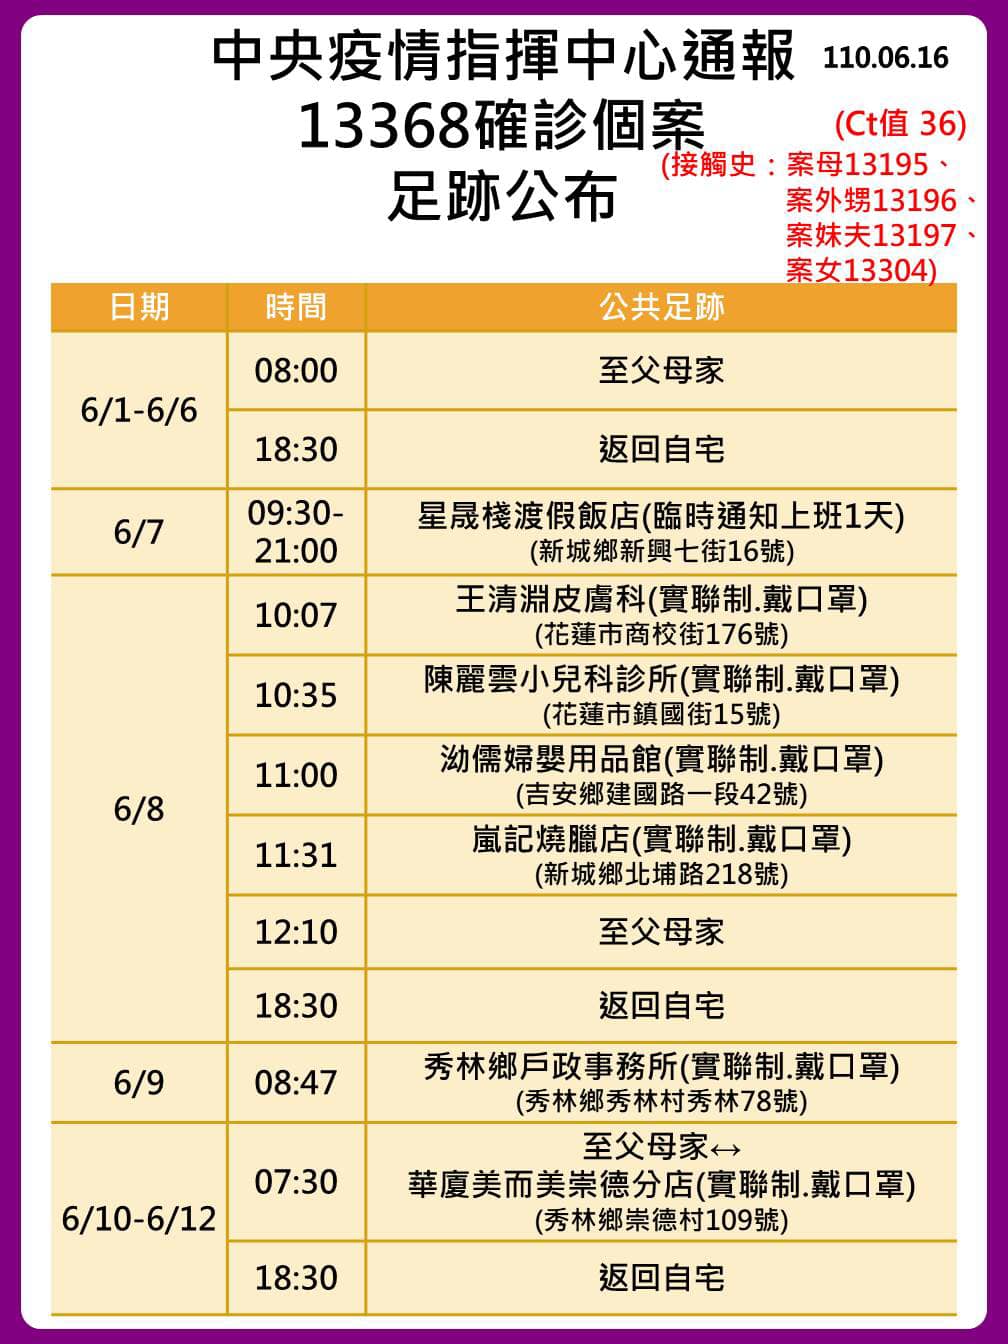 中央疫情指揮中心通報
110.06.16
13368確診個案
(Ct值 36)
足跡公布
(接觸史：案母13195、
案外甥13196、
案妹夫13197、
案女13304)
日期 時間 公共足跡
6/1-6/6
08:00 至父母家
18:30 返回自宅
6/7
09:30-
21:00
星晟棧渡假飯店(臨時通知上班1天)
(新城鄉新興七街16號)
6/8
10:07
王清淵皮膚科(實聯制.戴口罩)
(花蓮市商校街176號)
10:35
陳麗雲小兒科診所(實聯制.戴口罩)
(花蓮市鎮國街15號)
11:00
泑儒婦嬰用品館(實聯制.戴口罩)
(吉安鄉建國路一段42號)
11:31
嵐記燒臘店(實聯制.戴口罩)
(新城鄉北埔路218號)
12:10 至父母家
18:30 返回自宅
6/9
08:47
秀林鄉戶政事務所(實聯制.戴口罩)
(秀林鄉秀林村秀林78號)
6/10-6/12
07:30
至父母家↔
華廈美而美崇德分店(實聯制.戴口罩)
(秀林鄉崇德村109號)
18:30 返回自宅